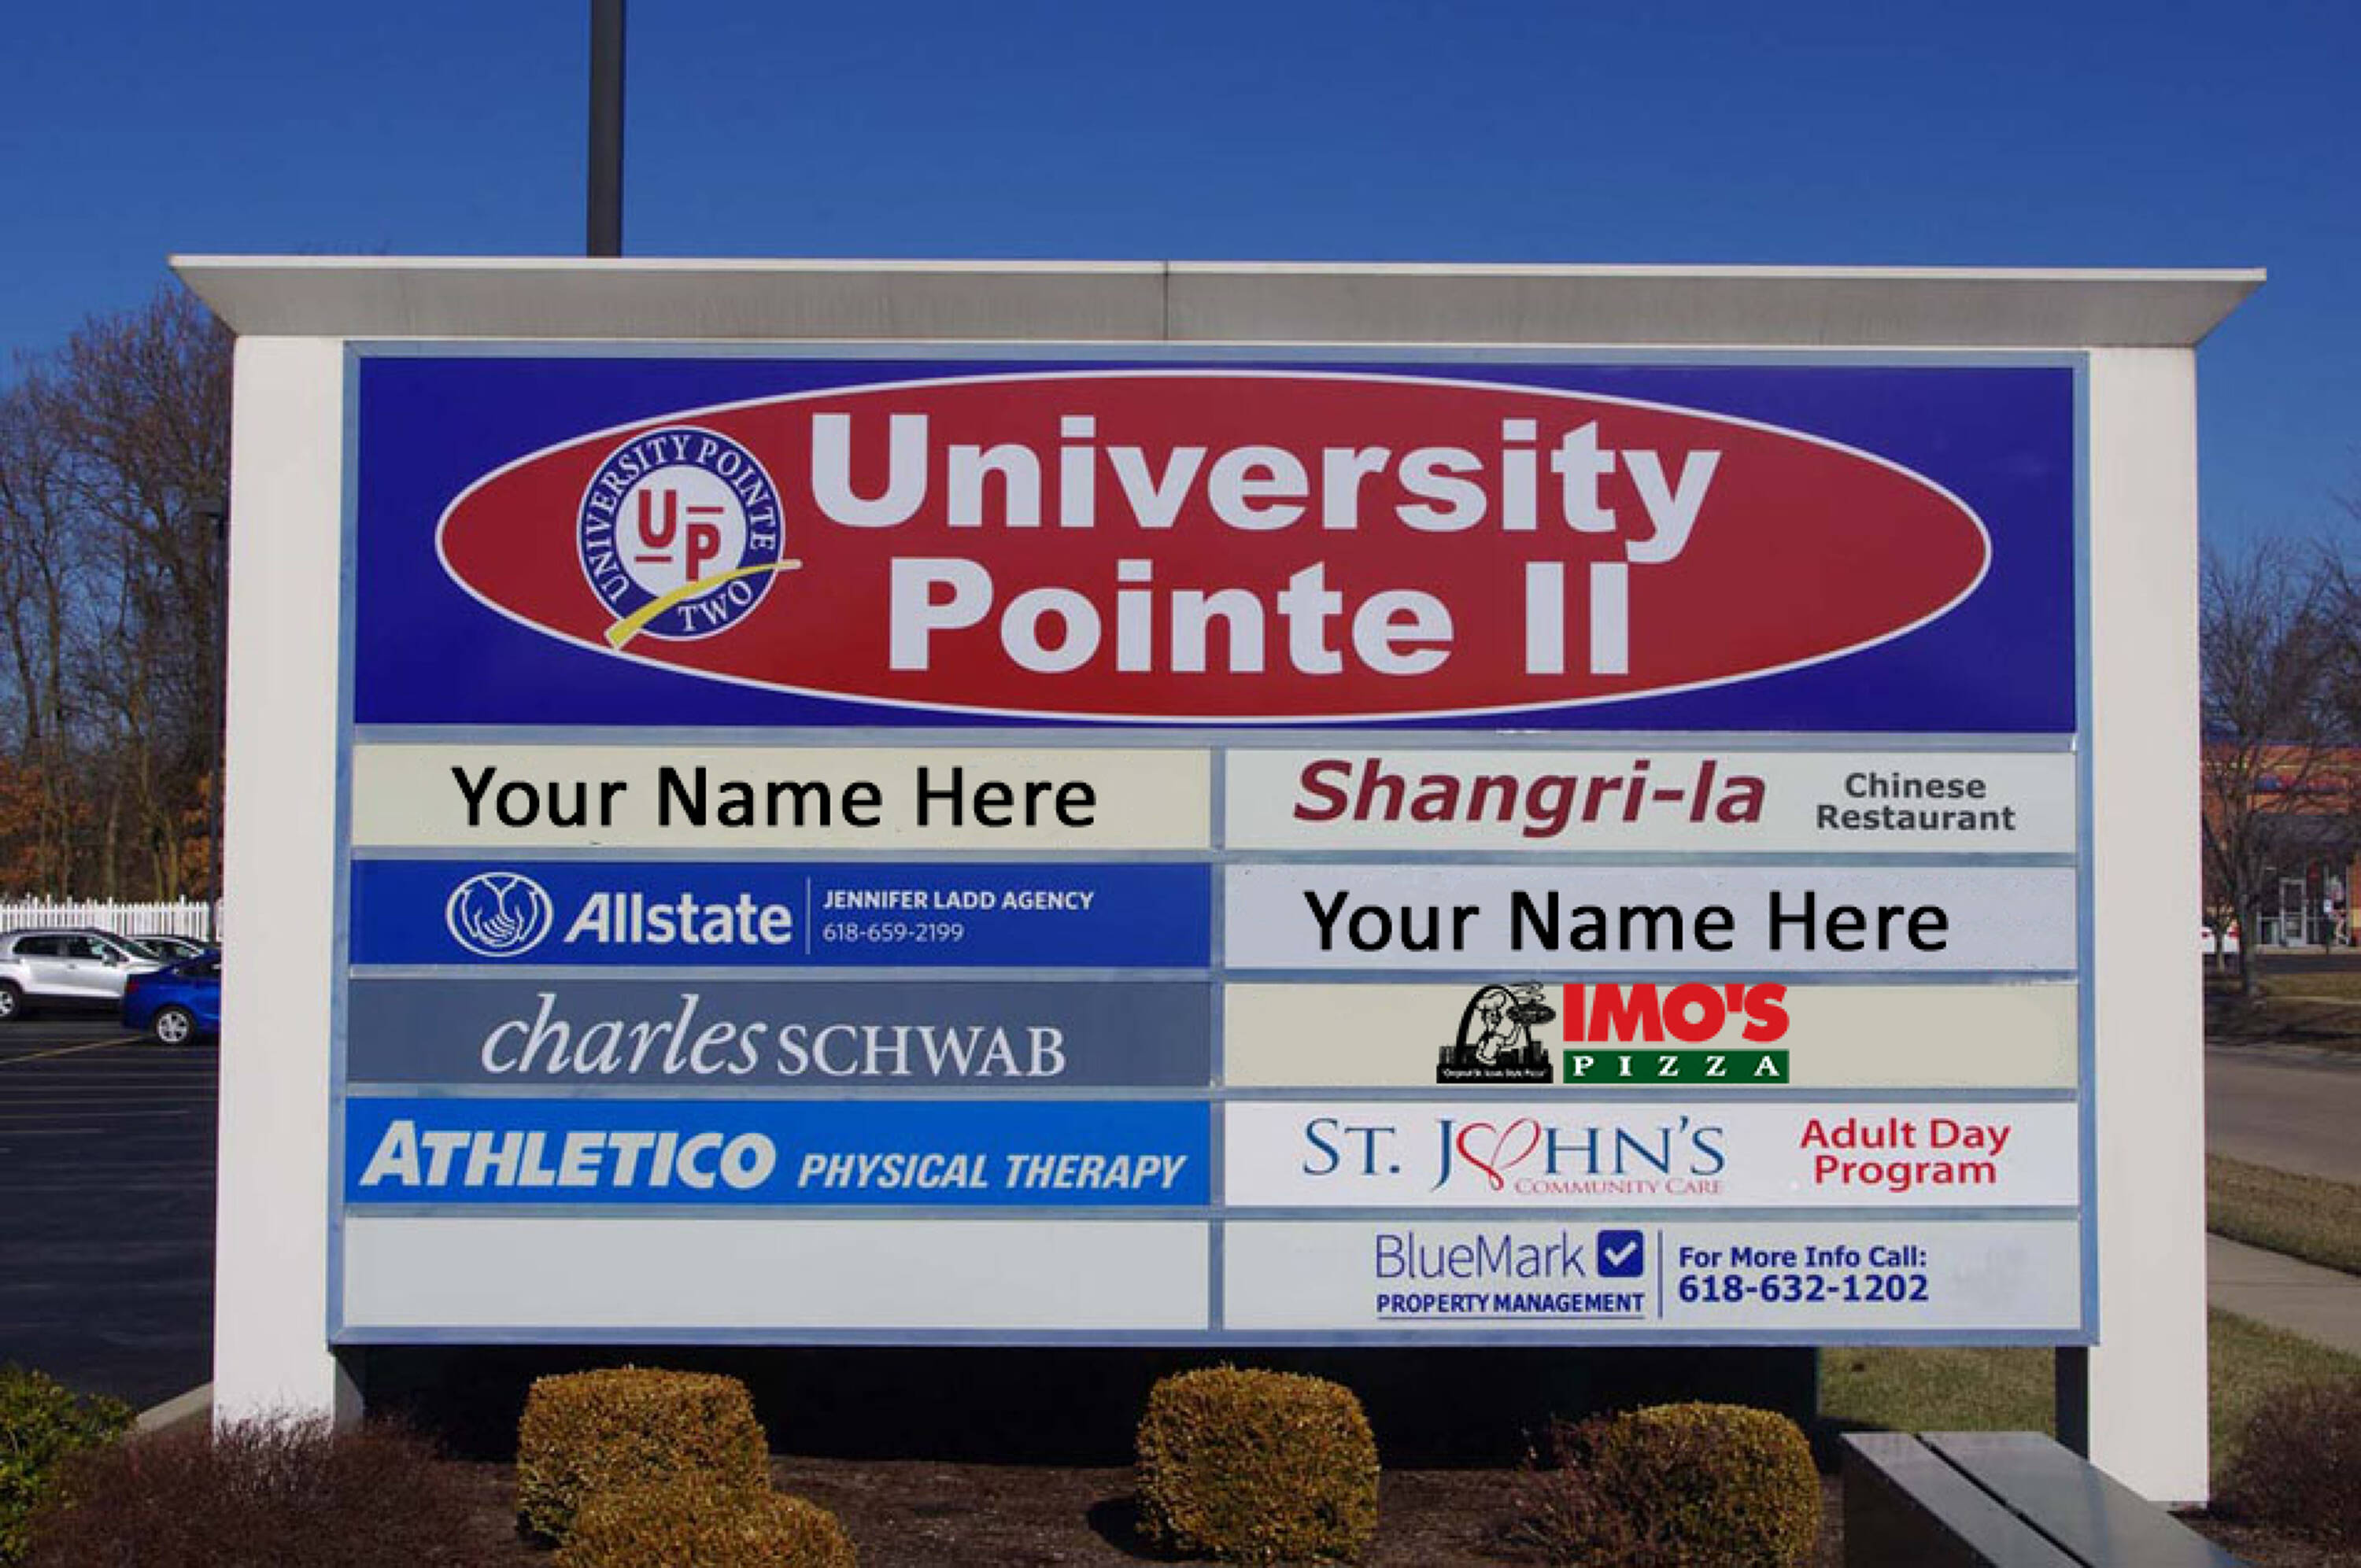 UNIVERSITY POINTE
UP
TWO
University
Pointe II
Your Name Here
Shangri-la
Chinese
Restaurant
Allstate
JENNIFER LADD AGENCY
618-659-2199
Your Name Here
charles SCHWAB
IMO'S
PIZZA
ATHLETICO PHYSICAL THERAPY
ST. JOHN'S
COMMUNITY CARE
Adult Day
Program
BlueMark
PROPERTY MANAGEMENT
For More Info Call:
618-632-1202